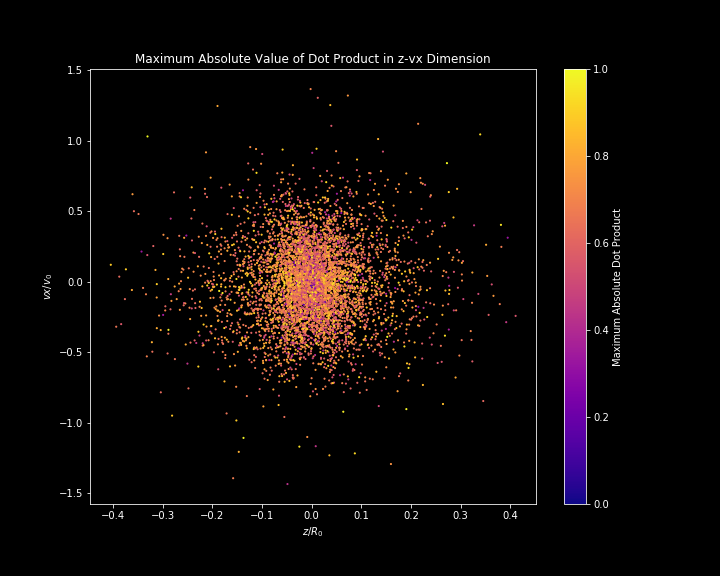 Maximum Absolute Value of Dot Product in z-vx Dimension
1.5
1.0
0.5
0.0
−0.5
−1.0
−1.5
vx/v₀
−0.4 −0.3 −0.2 −0.1 0.0 0.1 0.2 0.3 0.4
z/R₀
1.0
0.8
0.6
0.4
0.2
0.0
Maximum Absolute Dot Product